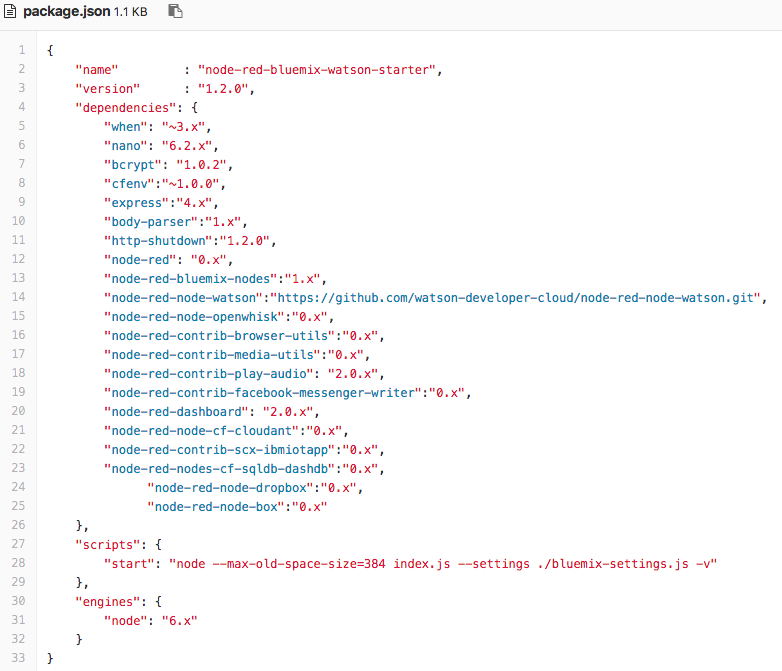 package.json 1.1 KB
1 {
2     "name"         : "node-red-bluemix-watson-starter",
3     "version"      : "1.2.0",
4     "dependencies": {
5         "when": "~3.x",
6         "nano": "6.2.x",
7         "bcrypt": "1.0.2",
8         "cfenv":"~1.0.0",
9         "express":"4.x",
10         "body-parser":"1.x",
11         "http-shutdown":"1.2.0",
12         "node-red": "0.x",
13         "node-red-bluemix-nodes":"1.x",
14         "node-red-node-watson":"https://github.com/watson-developer-cloud/node-red-node-watson.git",
15         "node-red-node-openwhisk":"0.x",
16         "node-red-contrib-browser-utils":"0.x",
17         "node-red-contrib-media-utils":"0.x",
18         "node-red-contrib-play-audio": "2.0.x",
19         "node-red-contrib-facebook-messenger-writer":"0.x",
20         "node-red-dashboard": "2.0.x",
21         "node-red-node-cf-cloudant":"0.x",
22         "node-red-contrib-scx-ibmiotapp":"0.x",
23         "node-red-nodes-cf-sqldb-dashdb":"0.x",
24               "node-red-node-dropbox":"0.x",
25               "node-red-node-box":"0.x"
26     },
27     "scripts": {
28         "start": "node --max-old-space-size=384 index.js --settings ./bluemix-settings.js -v"
29     },
30     "engines": {
31         "node": "6.x"
32     }
33 }